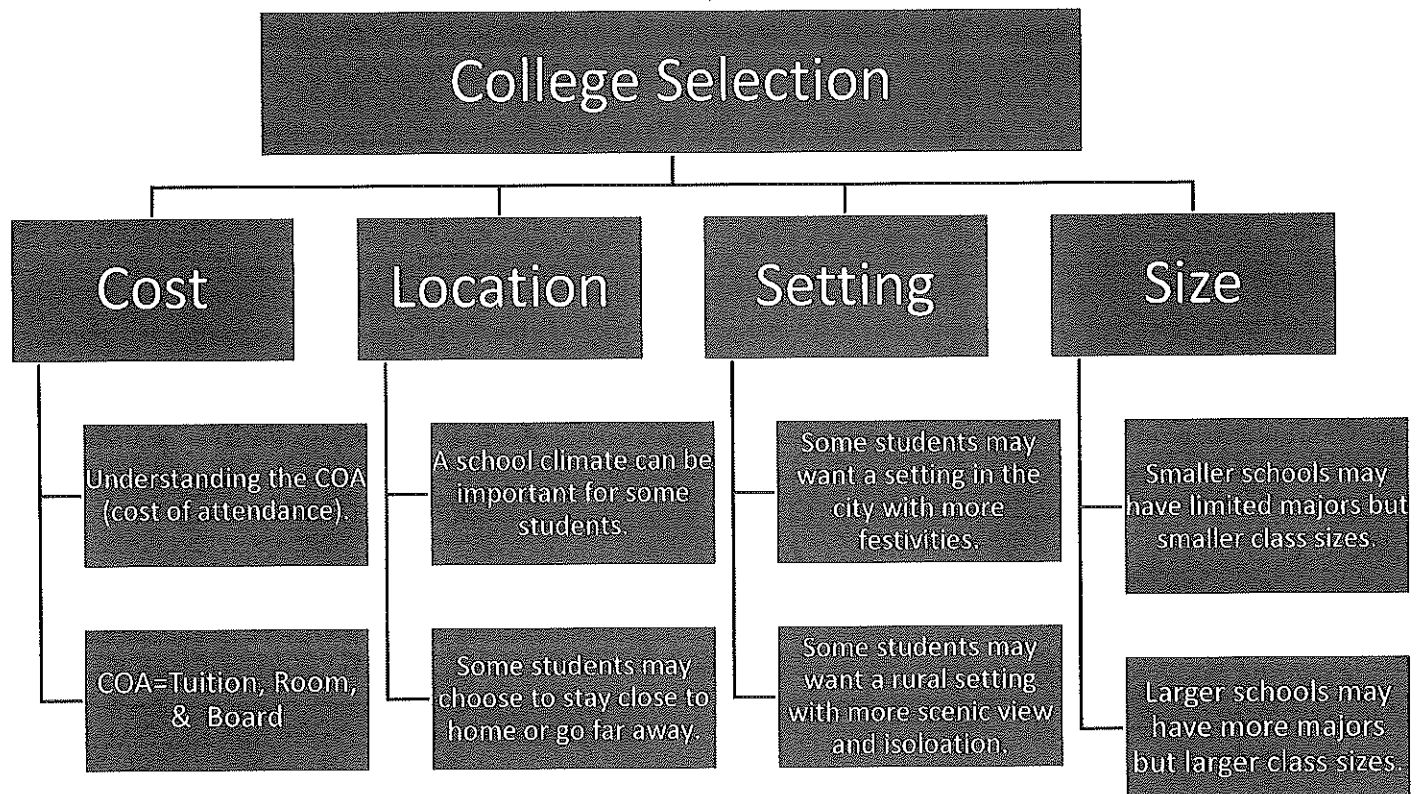 College Selection
Cost
Location
Setting
Size
Understanding the COA
(cost of attendance).
COA=Tuition, Room,
& Board
A school climate can be
important for some
students.
Some students may
choose to stay close to
home or go far away.
Some students may
want a setting in the
city with more
festivities.
Some students may
want a rural setting
with more scenic view
and isoloation.
Smaller schools may
have limited majors but
smaller class sizes.
Larger schools may
have more majors
but larger class sizes.